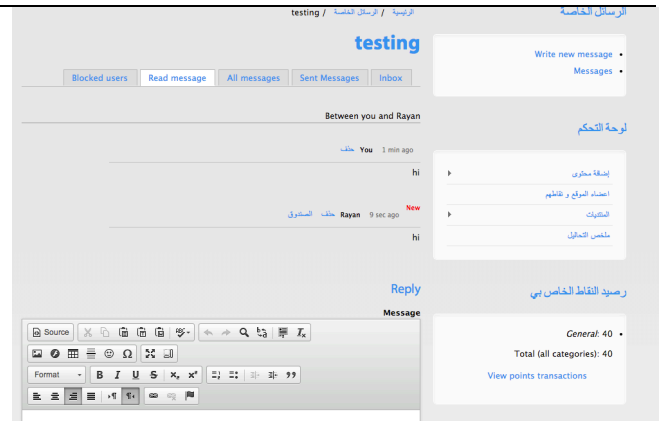 الرئيسية / الرسائل الخاصة / testing
testing
Blocked users
Read message
All messages
Sent Messages
Inbox
Between you and Rayan
You 1 min ago حذف
hi
New
Rayan 9 sec ago حذف الصندوق
hi
Reply
Message
Source
Format
B I U S x₂ x² Tx
الرسائل الخاصة
Write new message
Messages
لوحة التحكم
إضافة محتوى
اعضاء الموقع و نقاطهم
المنتديات
ملخص التحاليل
رصيد النقاط الخاص بي
General: 40
Total (all categories): 40
View points transactions